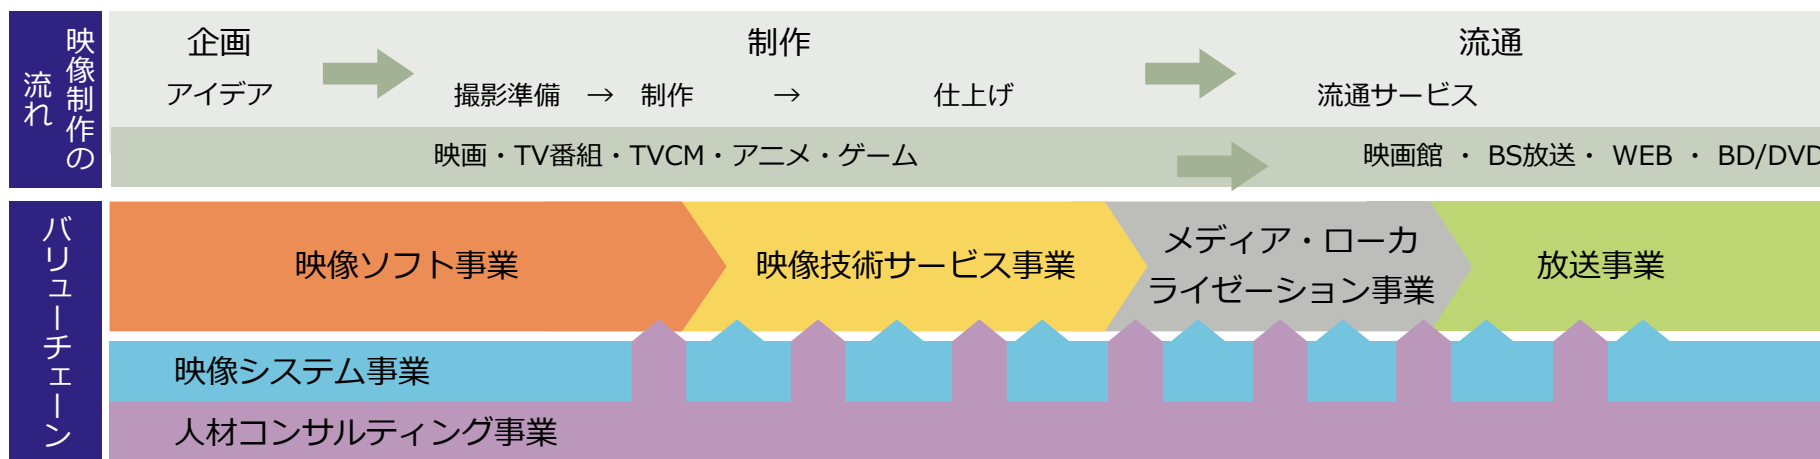 映像制作の
流れ
企画
制作
流通
アイデア
撮影準備 → 制作 → 仕上げ
流通サービス
映画・TV番組・TVCM・アニメ・ゲーム
映画館 ・ BS放送・ WEB ・ BD/DVD
バリューチェーン
映像ソフト事業
映像技術サービス事業
メディア・ローカ
ライゼーション事業
放送事業
映像システム事業
人材コンサルティング事業